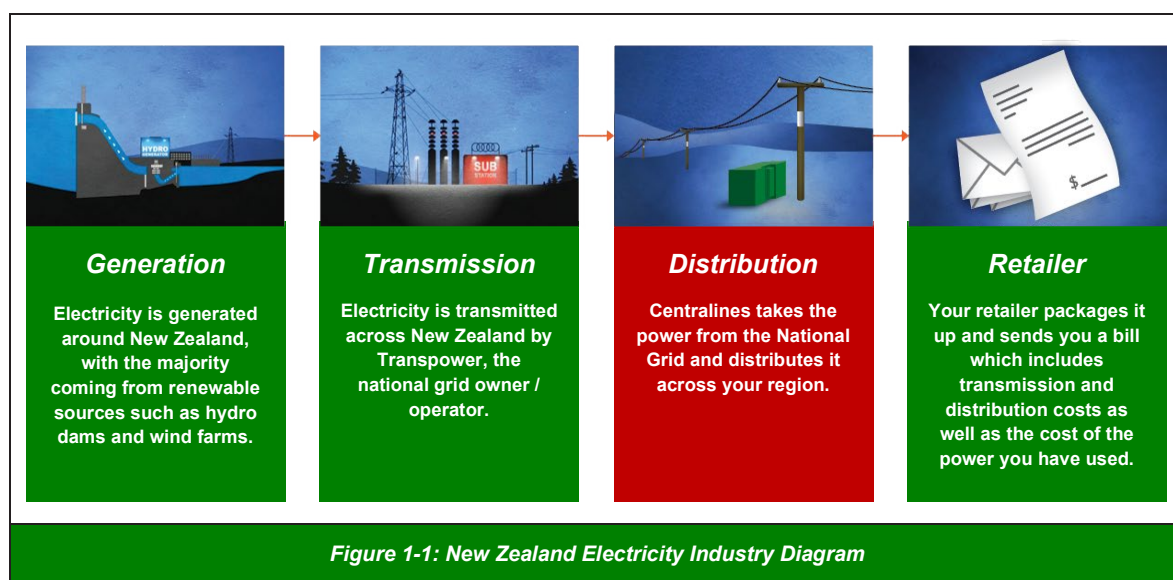 HYDRO
GENERATOR
SUB
STATION
$
Generation
Electricity is generated
around New Zealand,
with the majority
coming from renewable
sources such as hydro
dams and wind farms.
Transmission
Electricity is transmitted
across New Zealand by
Transpower, the
national grid owner /
operator.
Distribution
Centralines takes the
power from the National
Grid and distributes it
across your region.
Retailer
Your retailer packages it
up and sends you a bill
which includes
transmission and
distribution costs as
well as the cost of the
power you have used.
Figure 1-1: New Zealand Electricity Industry Diagram